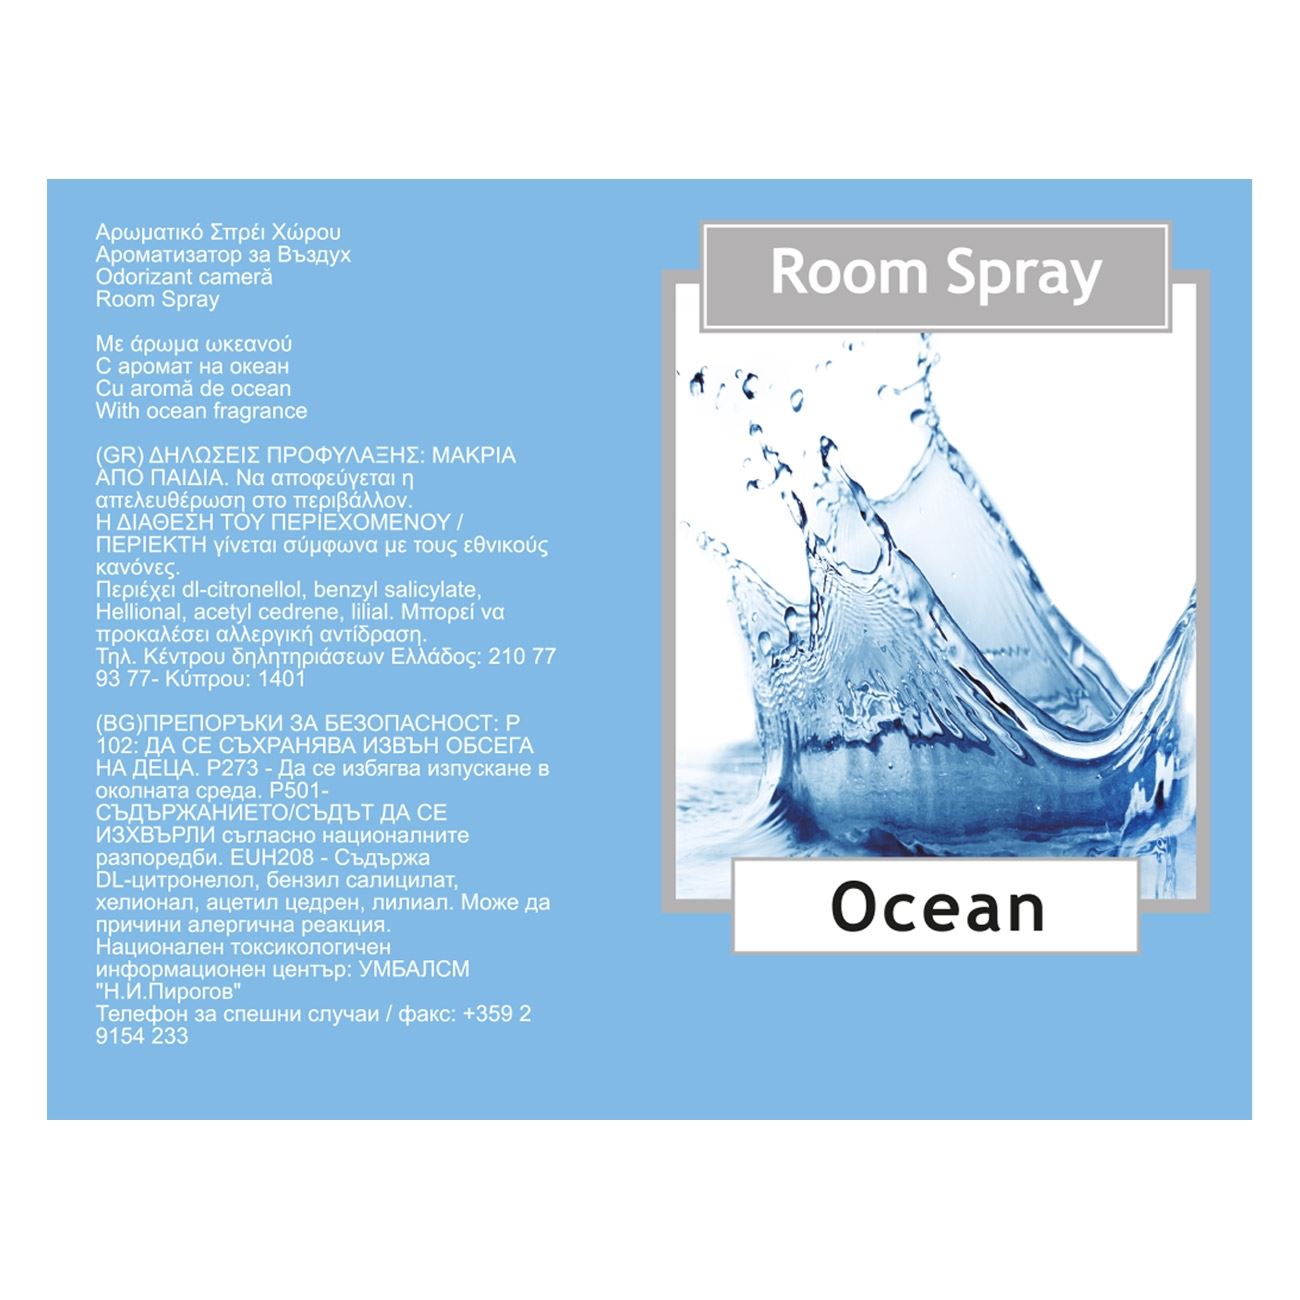 Αρωματικό Σπρέι Χώρου
Ароматизатор за Въздух
Odorizant cameră
Room Spray
Με άρωμα ωκεανού
С аромат на океан
Cu aromă de ocean
With ocean fragrance
(GR) ΔΗΛΩΣΕΙΣ ΠΡΟΦΥΛΑΞΗΣ: ΜΑΚΡΙΑ
ΑΠΟ ΠΑΙΔΙΑ. Να αποφεύγεται η
απελευθέρωση στο περιβάλλον.
Η ΔΙΑΘΕΣΗ ΤΟΥ ΠΕΡΙΕΧΟΜΕΝΟΥ /
ΠΕΡΙΕΚΤΗ γίνεται σύμφωνα με τους εθνικούς
κανόνες.
Περιέχει dl-citronellol, benzyl salicylate,
Hellional, acetyl cedrene, lilial. Μπορεί να
προκαλέσει αλλεργική αντίδραση.
Τηλ. Κέντρου δηλητηριάσεων Ελλάδος: 210 77
93 77- Κύπρου: 1401
(BG)ПРЕПОРЪКИ ЗА БЕЗОПАСНОСТ: P
102: ДА СЕ СЪХРАНЯВА ИЗВЪН ОБСЕГА
НА ДЕЦА. P273 - Да се избягва изпускане в
околната среда. P501-
СЪДЪРЖАНИЕТО/СЪДЪТ ДА СЕ
ИЗХВЪРЛИ съгласно националните
разпоредби. EUH208 - Съдържа
DL-цитронелол, бензил салицилат,
хелионал, ацетил цедрен, лилиал. Може да
причини алергична реакция.
Национален токсикологичен
информационен център: УМБАЛСМ
"Н.И.Пирогов"
Телефон за спешни случаи / факс: +359 2
9154 233
Room Spray
Ocean